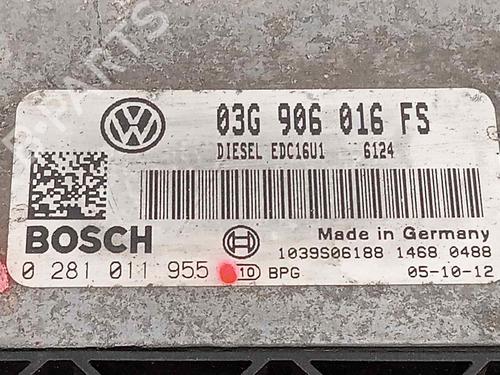 03G 906 016 FS
DIESEL EDC16U1 6124
BOSCH
Made in Germany
1039S06188 1468 0488
0 281 011 955 10 BPG 05-10-12